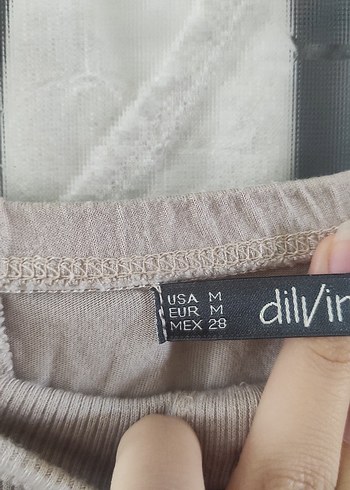 USA M
EUR M
MEX 28
dilvin